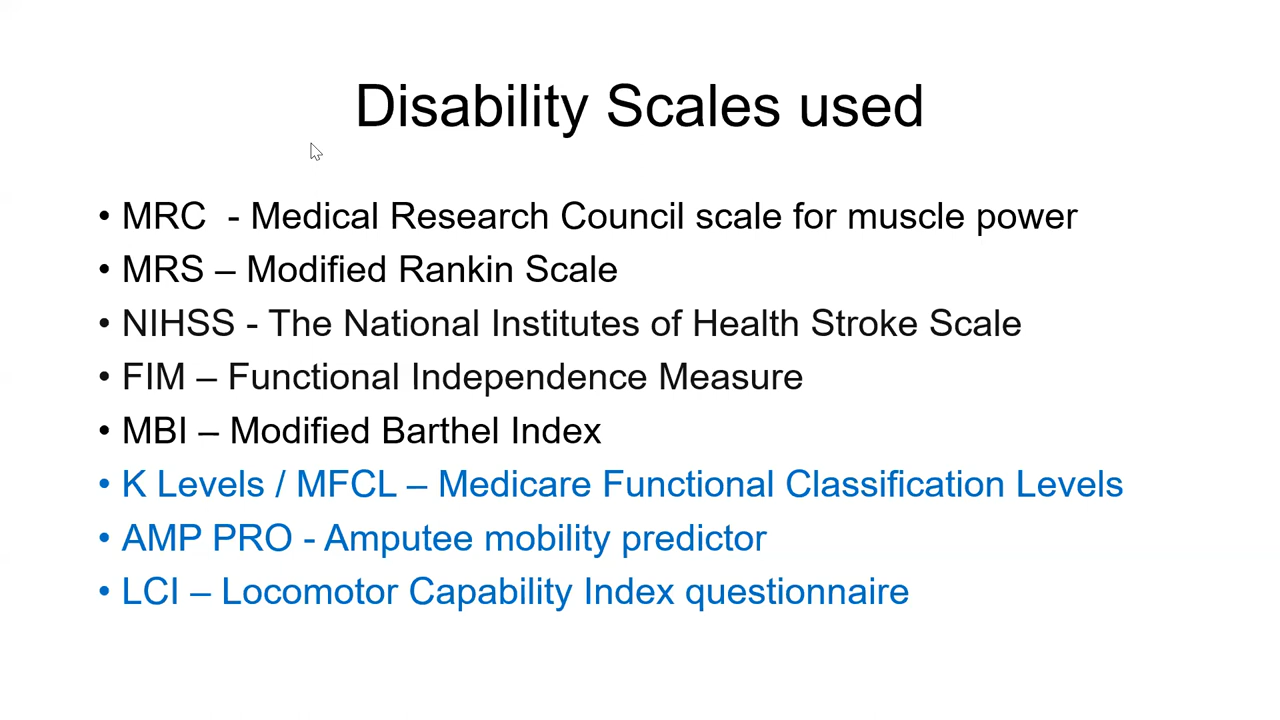 Disability Scales used
• MRC  - Medical Research Council scale for muscle power
• MRS – Modified Rankin Scale
• NIHSS - The National Institutes of Health Stroke Scale
• FIM – Functional Independence Measure
• MBI – Modified Barthel Index
• K Levels / MFCL – Medicare Functional Classification Levels
• AMP PRO - Amputee mobility predictor
• LCI – Locomotor Capability Index questionnaire